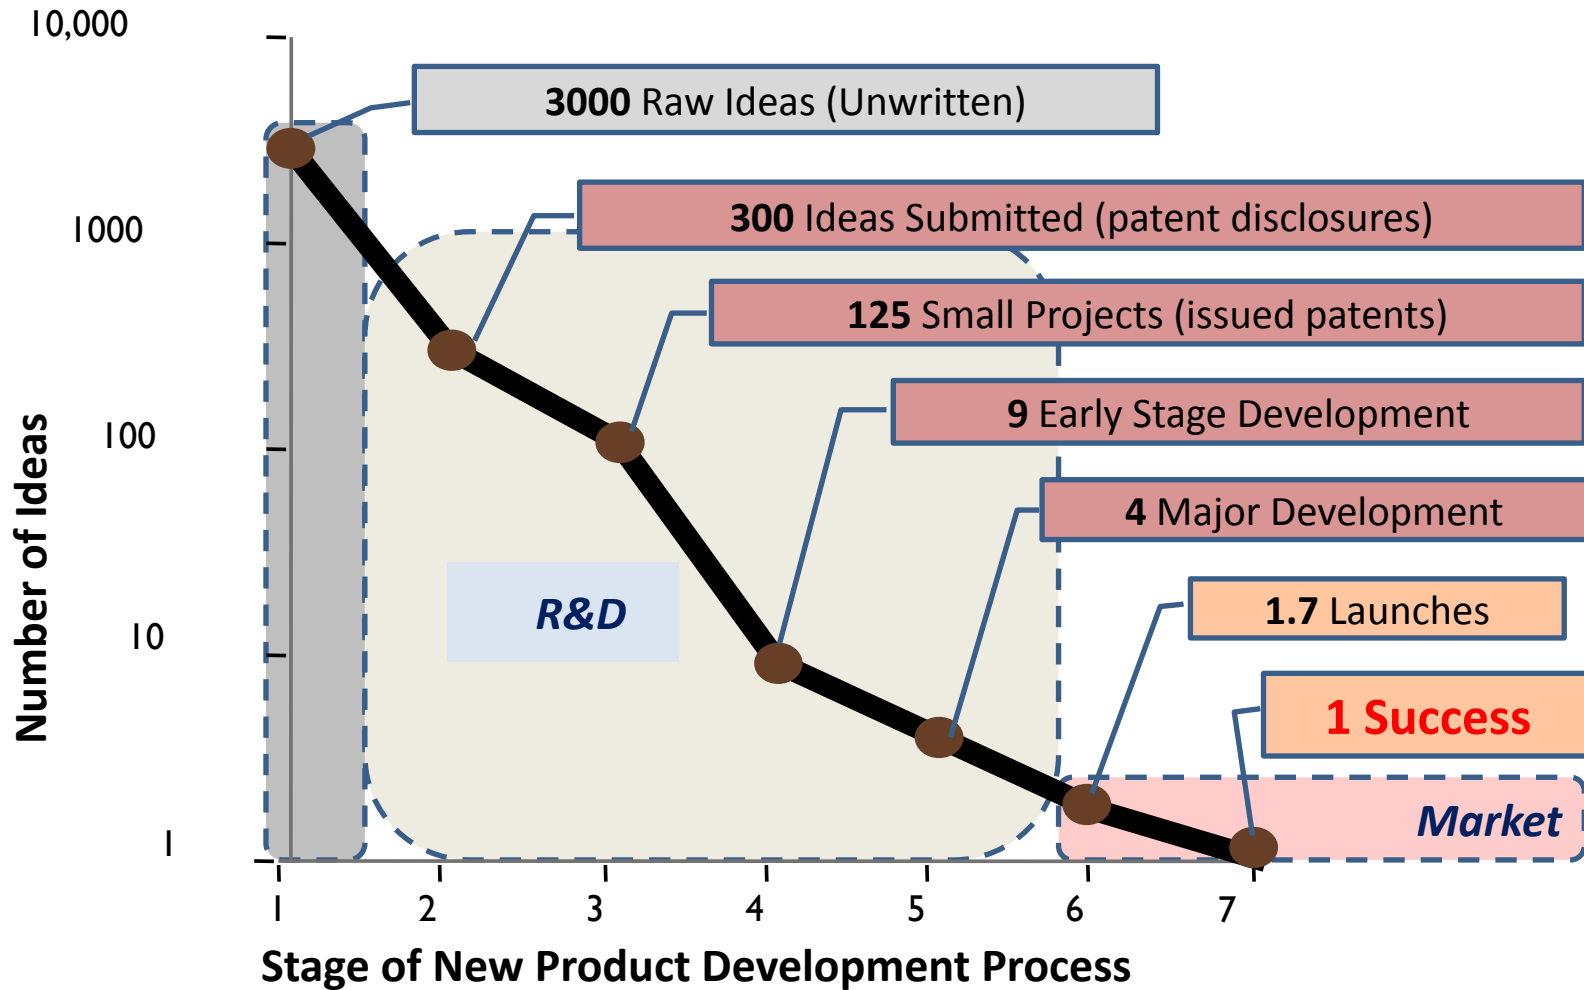 10,000
3000 Raw Ideas (Unwritten)
300 Ideas Submitted (patent disclosures)
1000
125 Small Projects (issued patents)
9 Early Stage Development
100
4 Major Development
Number of Ideas
R&D
1.7 Launches
10
1 Success
Market
1
1 2 3 4 5 6 7
Stage of New Product Development Process